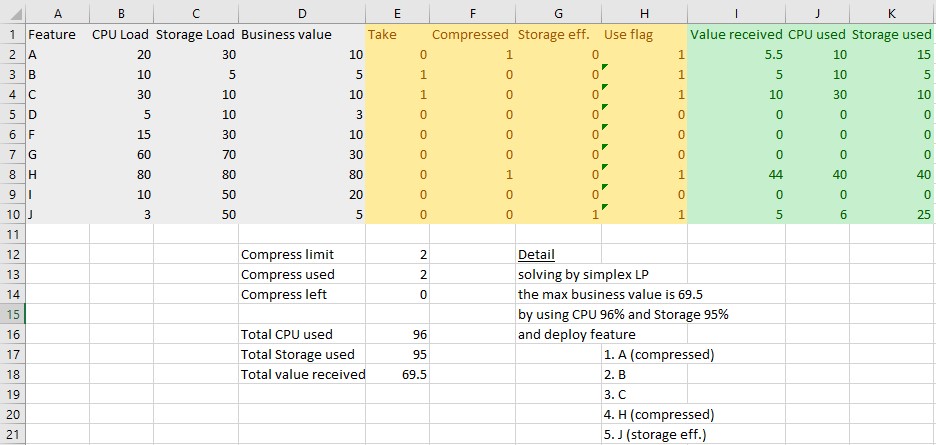 A B C D E F G H I J K
1 Feature CPU Load Storage Load Business value Take Compressed Storage eff. Use flag Value received CPU used Storage used
2 A 20 30 10 0 1 0 1 5.5 10 15
3 B 10 5 5 1 0 0 1 5 10 5
4 C 30 10 10 1 0 0 1 10 30 10
5 D 5 10 3 0 0 0 0 0 0 0
6 F 15 30 10 0 0 0 0 0 0 0
7 G 60 70 30 0 0 0 0 0 0 0
8 H 80 80 80 0 1 0 1 44 40 40
9 I 10 50 20 0 0 0 0 0 0 0
10 J 3 50 5 0 0 1 1 5 6 25
11
12 Compress limit 2 Detail
13 Compress used 2 solving by simplex LP
14 Compress left 0 the max business value is 69.5
15 by using CPU 96% and Storage 95%
16 Total CPU used 96 and deploy feature
17 Total Storage used 95 1. A (compressed)
18 Total value received 69.5 2. B
19 3. C
20 4. H (compressed)
21 5. J (storage eff.)